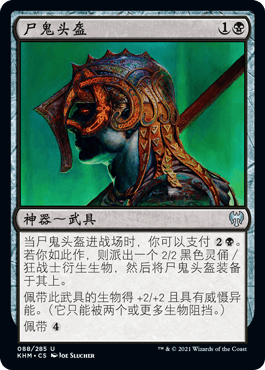 尸鬼头盔 1
神器～武具
当尸鬼头盔进战场时，你可以支付 2。
若你如此作，则派出一个 2/2 黑色灵俑／
狂战士衍生生物，然后将尸鬼头盔装备
于其上。
佩带此武具的生物得 +2/+2 且具有威慑异
能。（它只能被两个或更多生物阻挡。）
佩带 4
088/285 U
KHM • CS JOE SLUCHER
™ & © 2021 Wizards of the Coast